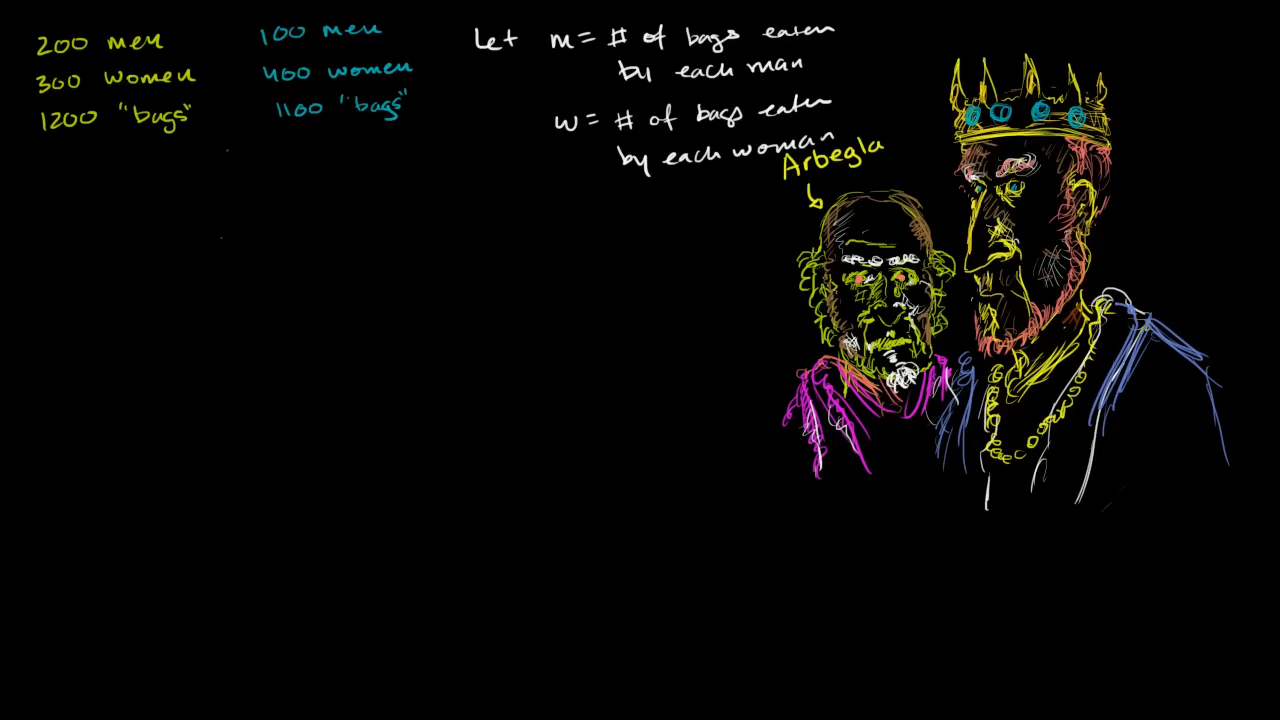 200 men
300 women
1200 "bags"
100 men
400 women
1100 "bags"
Let m = # of bags eaten
by each man
w = # of bags eaten
by each woman
Arbegla